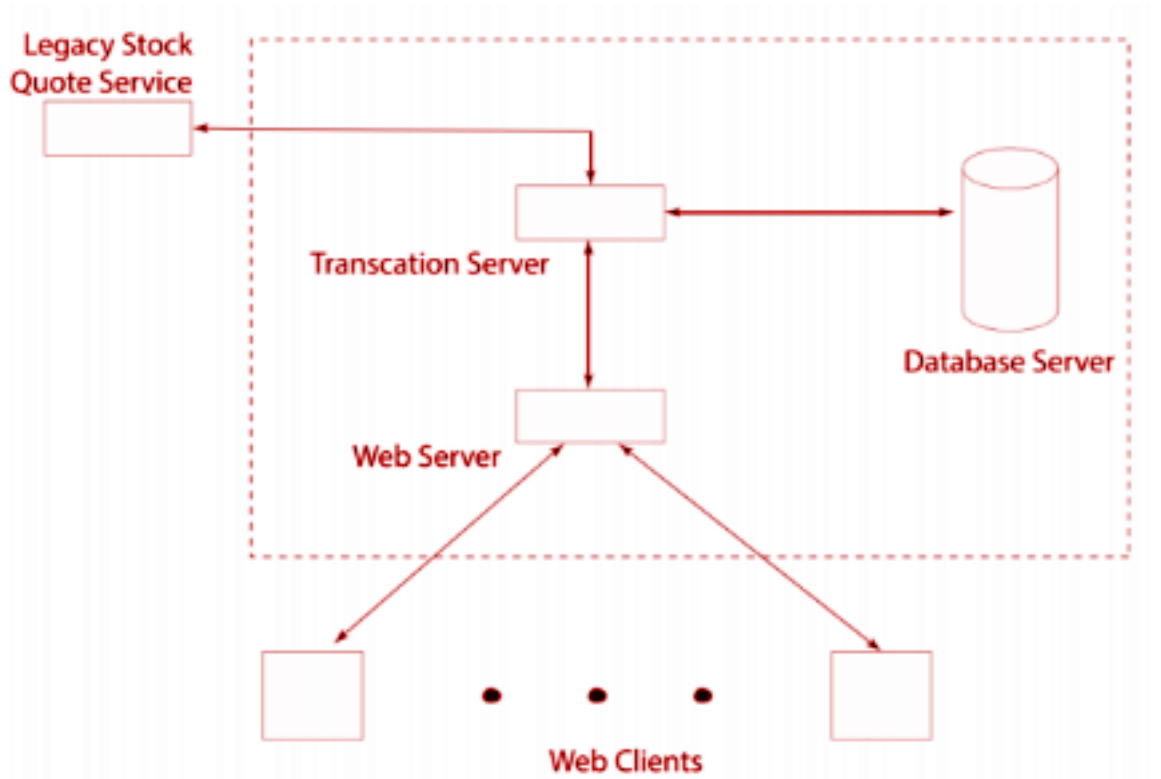 Legacy Stock
Quote Service
Transcation Server
Database Server
Web Server
Web Clients